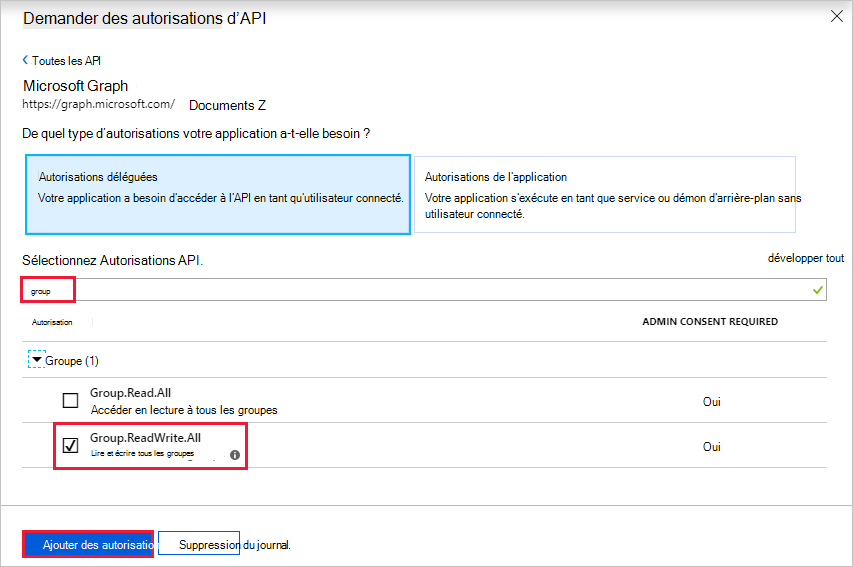 Demander des autorisations d'API
Toutes les API
Microsoft Graph
https://graph.microsoft.com/ Documents Z
De quel type d'autorisations votre application a-t-elle besoin ?
Autorisations déléguées
Votre application a besoin d'accéder à l'API en tant qu'utilisateur connecté.
Autorisations de l'application
Votre application s'exécute en tant que service ou démon d'arrière-plan sans
utilisateur connecté.
Sélectionnez Autorisations API.
développer tout
group
Autorisation
ADMIN CONSENT REQUIRED
Groupe (1)
Group.Read.All
Accéder en lecture à tous les groupes
Oui
Group.ReadWrite.All
Lire et écrire tous les groupes
Oui
Ajouter des autorisation
Suppression du journal.